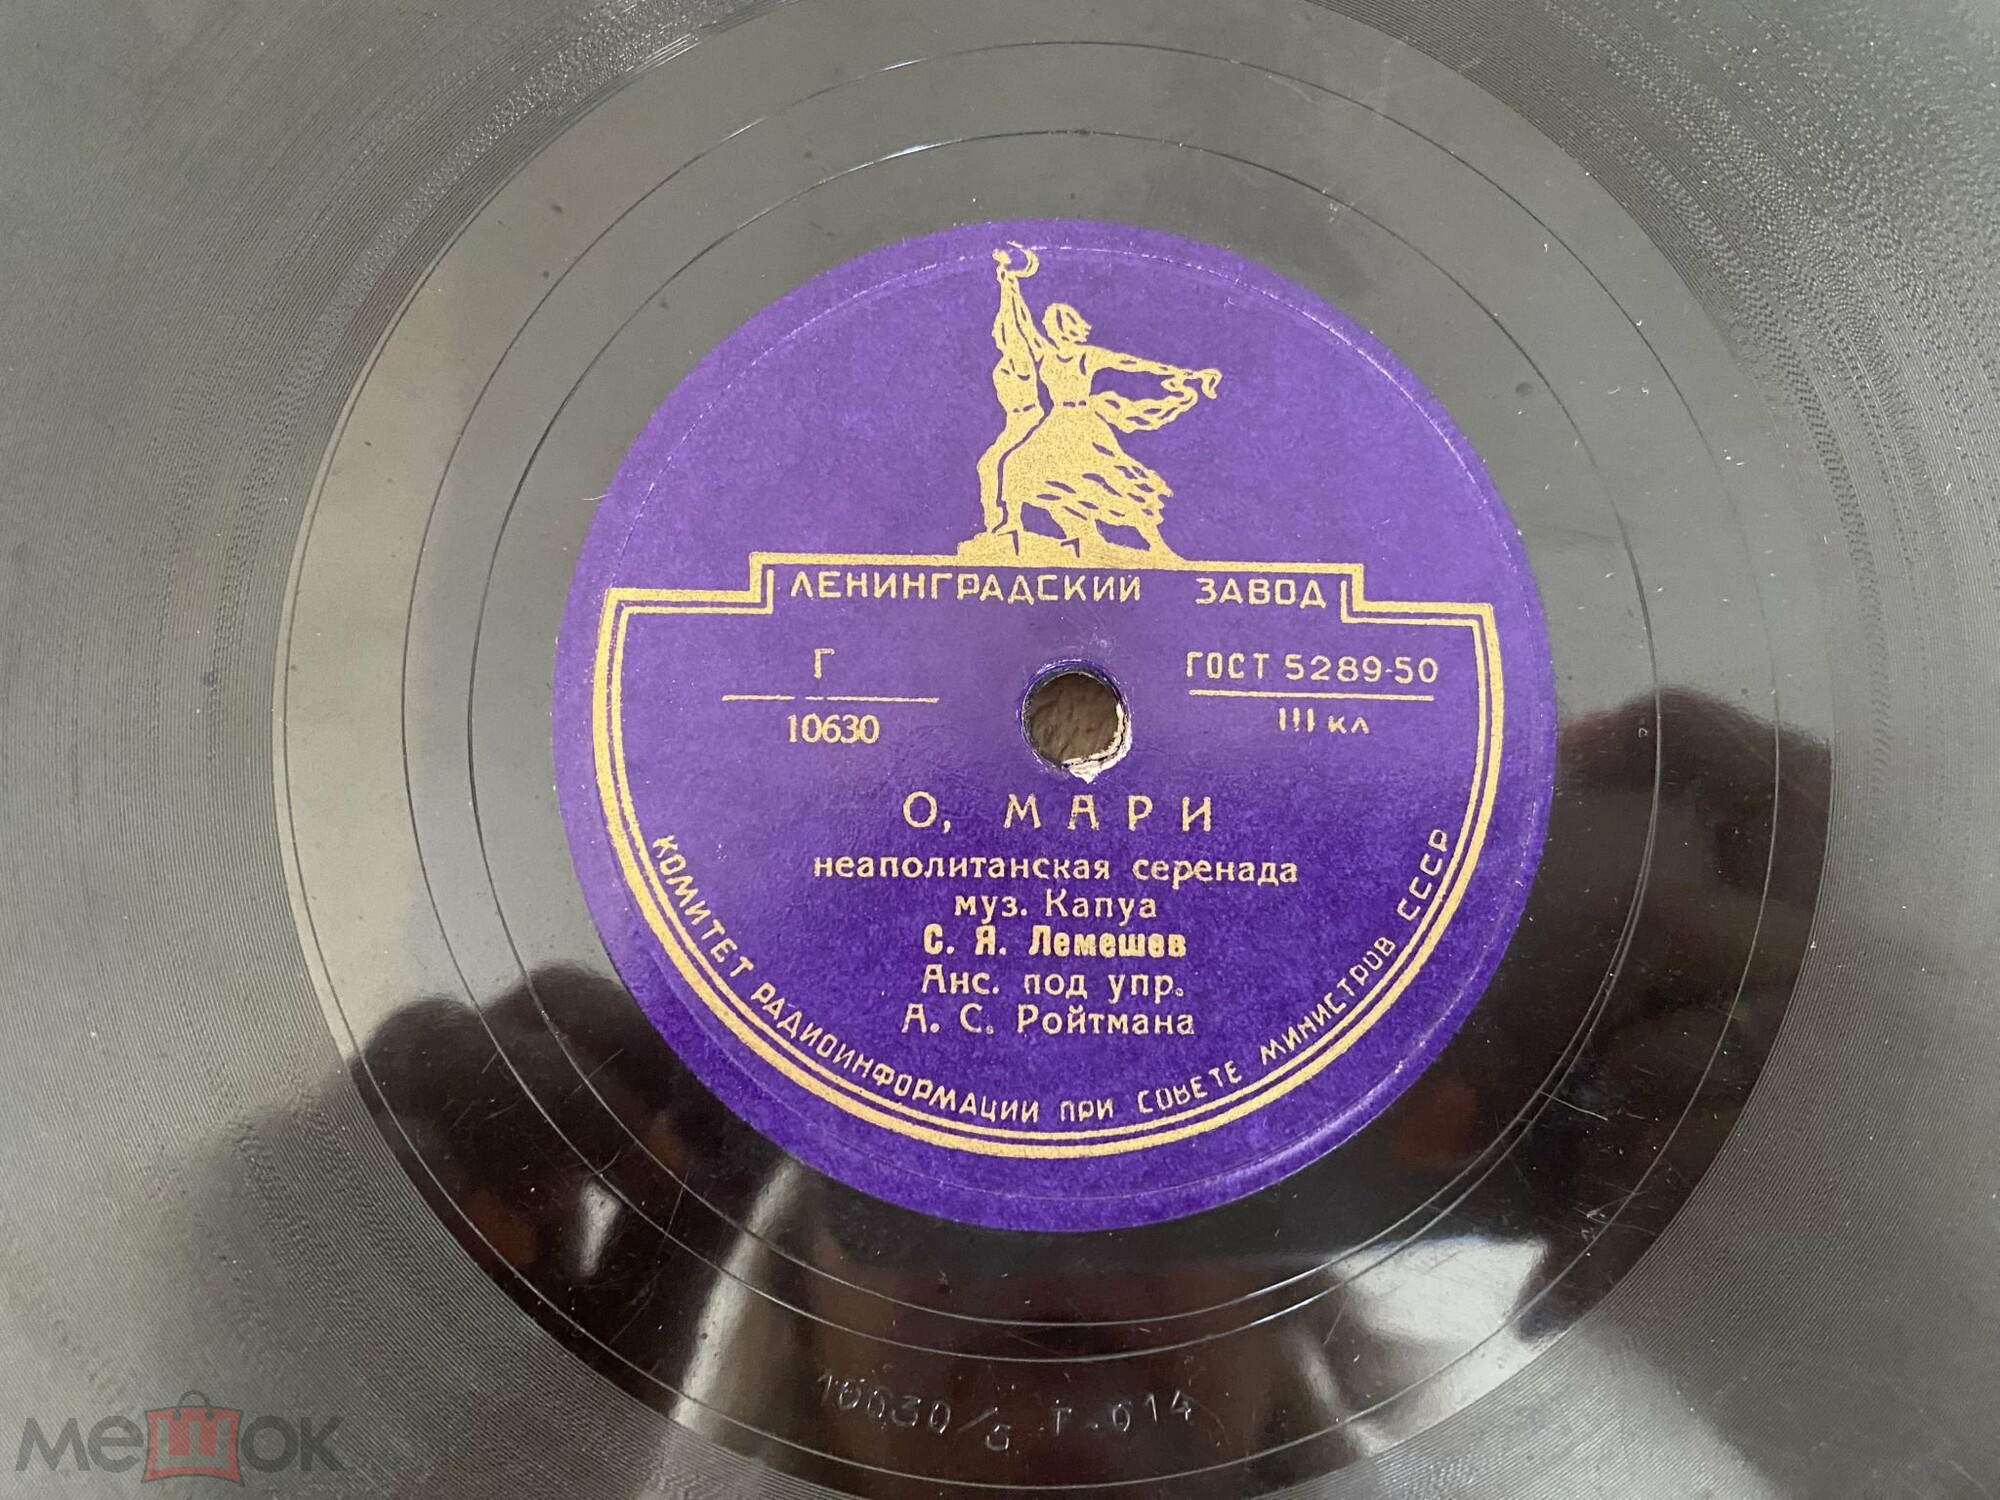 ЛЕНИНГРАДСКИЙ ЗАВОД
Г
10630
ГОСТ 5289-50
III кл
О, МАРИ
неаполитанская серенада
муз. Капуа
С. Я. Лемешев
Анс. под упр.
А. С. Ройтмана
КОМИТЕТ РАДИОИНФОРМАЦИИ ПРИ СОВЕТЕ МИНИСТРОВ СССР
мешок